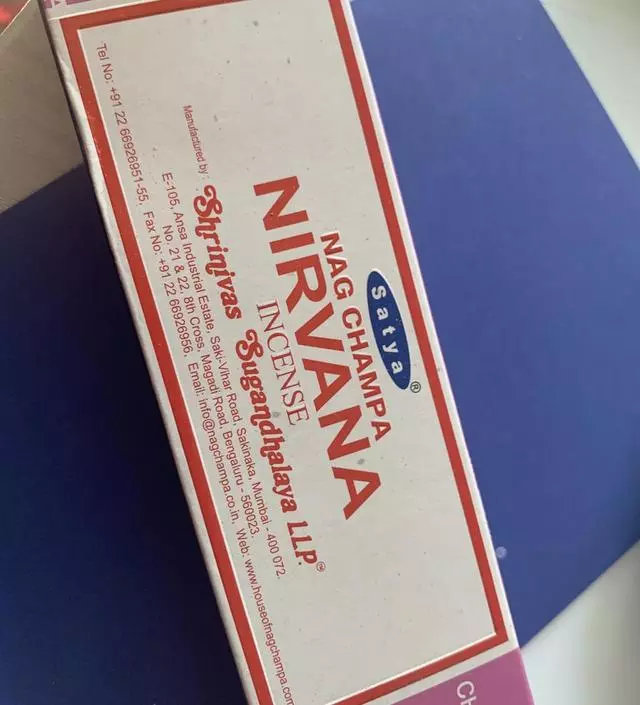 Satya®
NAG CHAMPA
NIRVANA
INCENSE
Manufactured by:
Shrinivas Sugandhalaya LLP.™
E-105, Ansa Industrial Estate, Saki-Vihar Road, Sakinaka, Mumbai - 400 072.
No. 21 & 22, 8th Cross, Magadi Road, Bengaluru - 560023.
Tel No: +91 22 66926951-55, Fax No: +91 22 66926956, Email: info@nagchampa.co.in, Web: www.houseofnagchampa.com